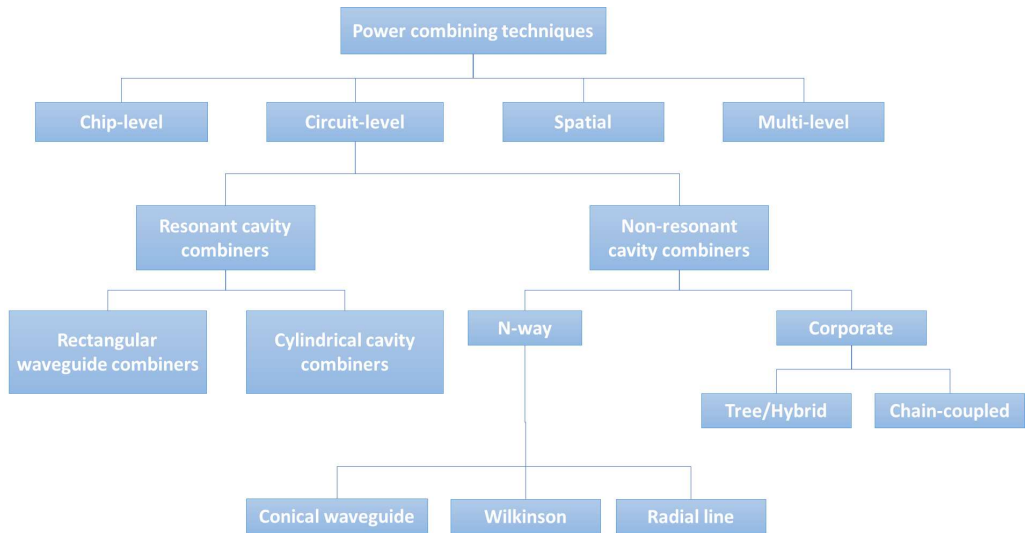 Power combining techniques
Chip-level
Circuit-level
Spatial
Multi-level
Resonant cavity
combiners
Non-resonant
cavity combiners
Rectangular
waveguide combiners
Cylindrical cavity
combiners
N-way
Corporate
Tree/Hybrid
Chain-coupled
Conical waveguide
Wilkinson
Radial line